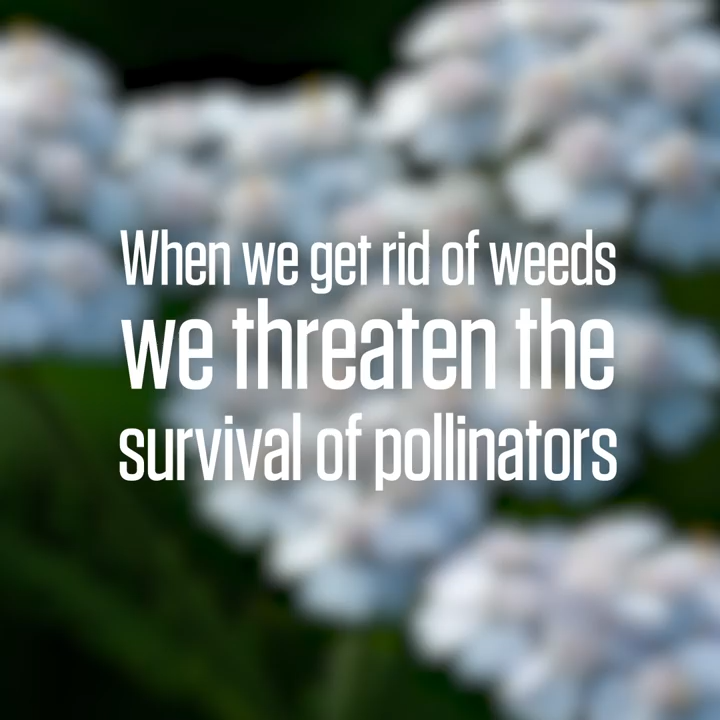 When we get rid of weeds
we threaten the
survival of pollinators